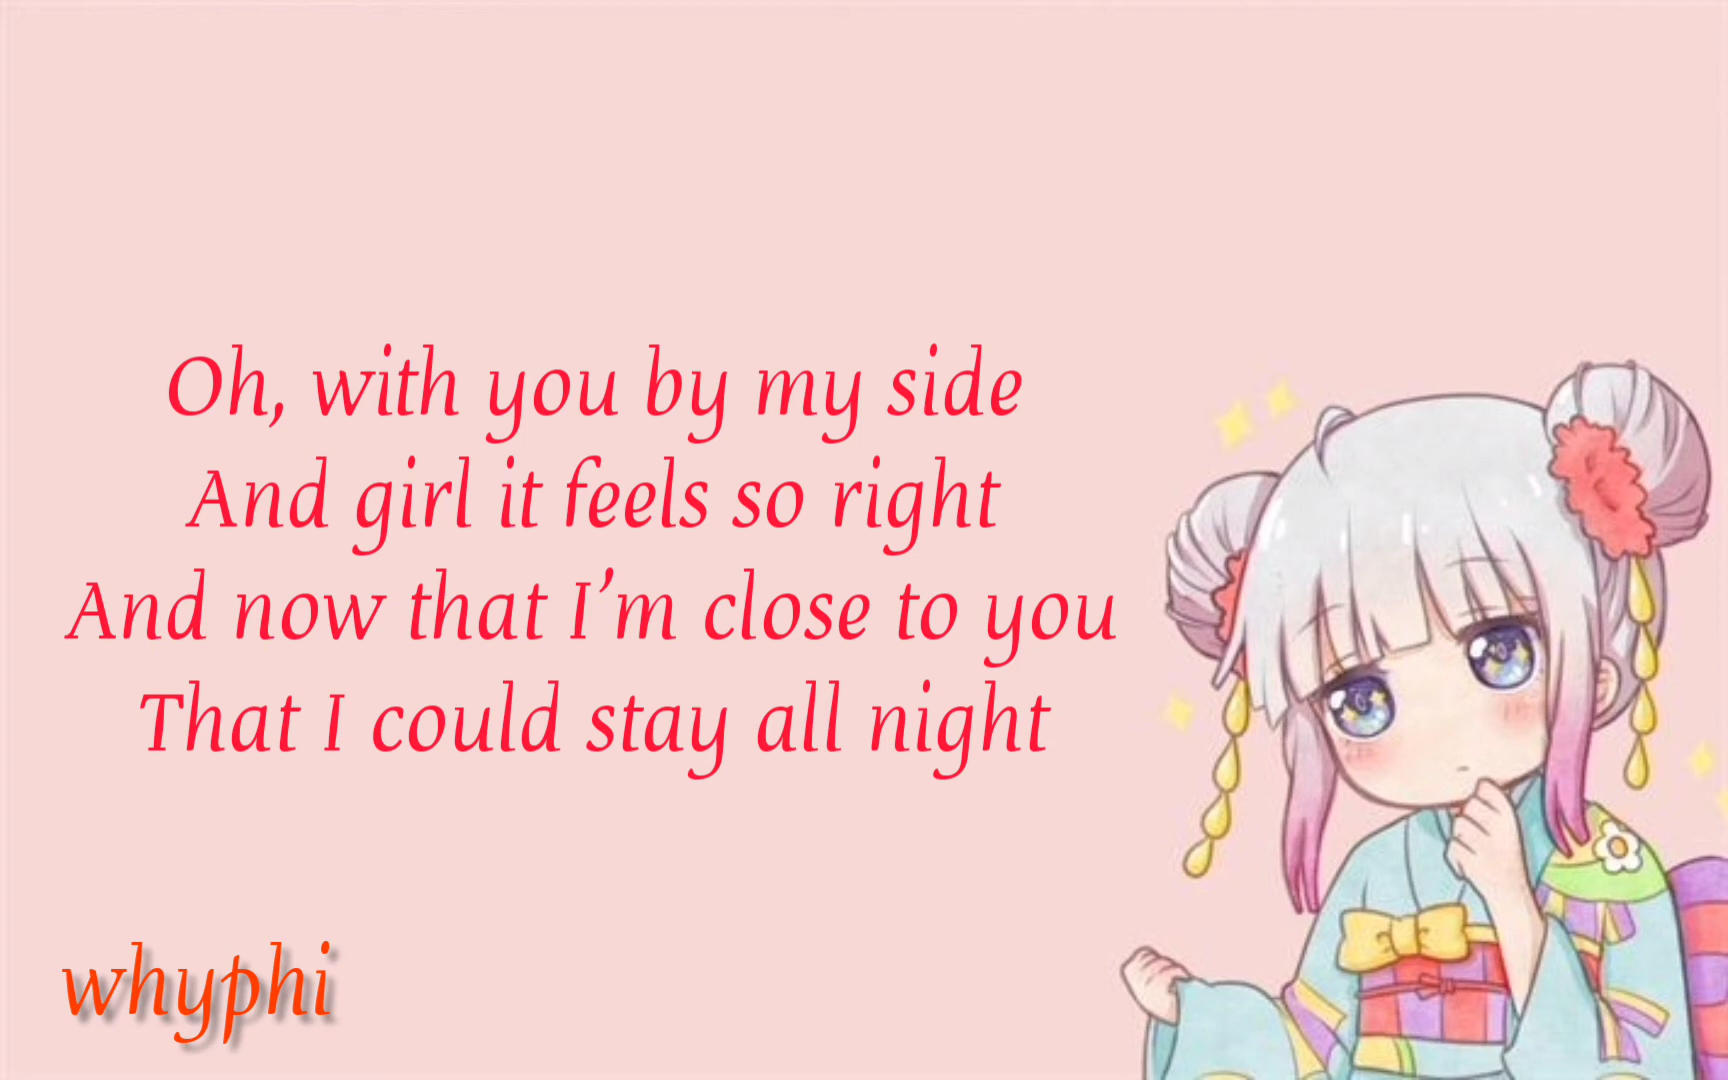 Oh, with you by my side
And girl it feels so right
And now that I’m close to you
That I could stay all night
whyphi